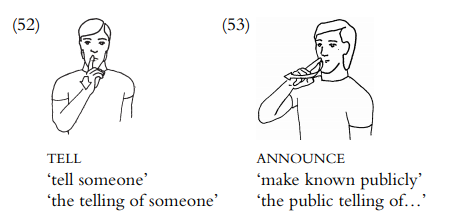 (52) (53)
TELL ANNOUNCE
‘tell someone’ ‘make known publicly’
‘the telling of someone’ ‘the public telling of…’